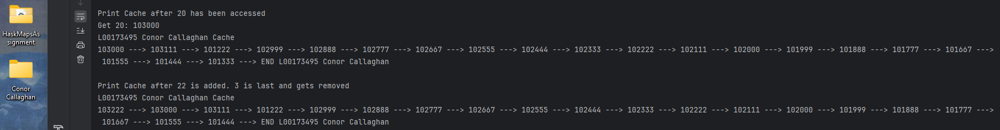 HaskMapsAs
signment
Conor
Callaghan
Print Cache after 20 has been accessed
Get 20: 103000
L00173495 Conor Callaghan Cache
103000 ---> 103111 ---> 101222 ---> 102999 ---> 102888 ---> 102777 ---> 102667 ---> 102555 ---> 102444 ---> 102333 ---> 102222 ---> 102111 ---> 102000 ---> 101999 ---> 101888 ---> 101777 ---> 101667 --->
101555 ---> 101444 ---> 101333 ---> END L00173495 Conor Callaghan
Print Cache after 22 is added. 3 is last and gets removed
L00173495 Conor Callaghan Cache
103222 ---> 103000 ---> 103111 ---> 101222 ---> 102999 ---> 102888 ---> 102777 ---> 102667 ---> 102555 ---> 102444 ---> 102333 ---> 102222 ---> 102111 ---> 102000 ---> 101999 ---> 101888 ---> 101777 --->
101667 ---> 101555 ---> 101444 ---> END L00173495 Conor Callaghan